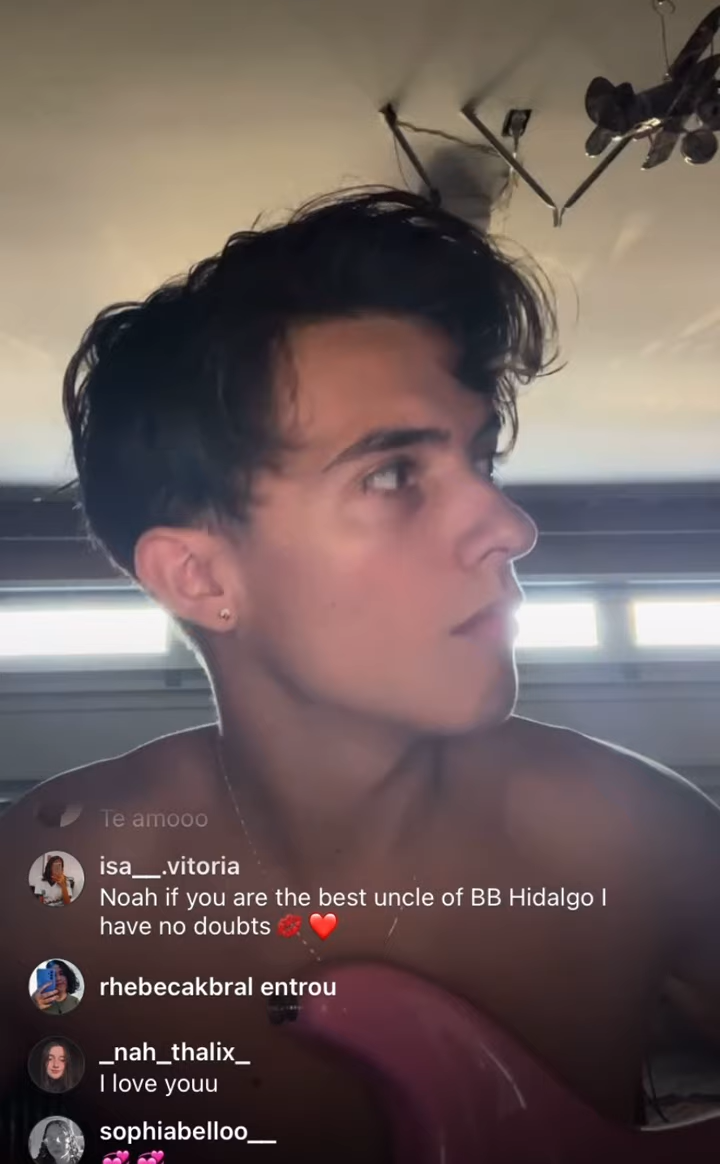 Te amooo
isa__.vitoria
Noah if you are the best uncle of BB Hidalgo I
have no doubts 💋 ❤️
rhebecakbral entrou
_nah_thalix_
I love youu
sophiabelloo__
💞 💞